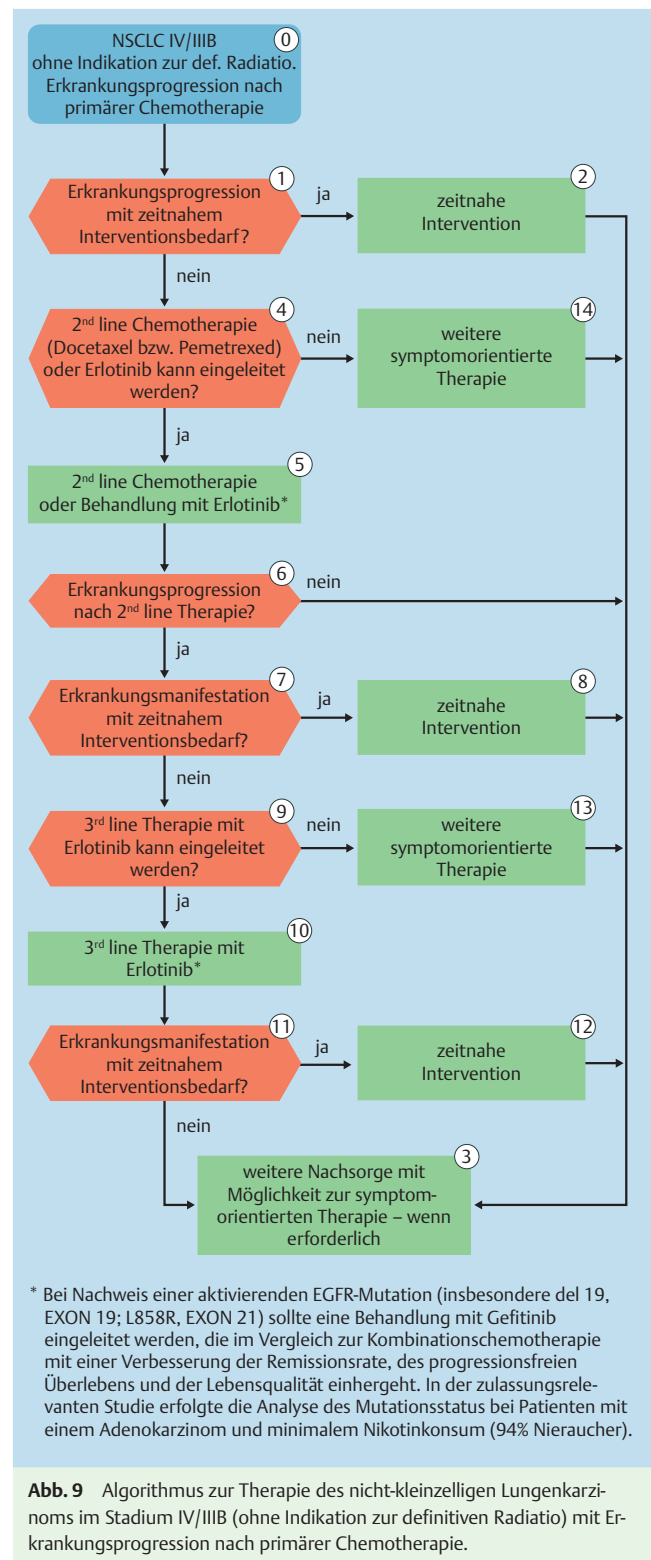 NSCLC IV/IIIB
0
ohne Indikation zur def. Radiatio.
Erkrankungsprogression nach
primärer Chemotherapie
1
Erkrankungsprogression
mit zeitnahem
Interventionsbedarf?
ja
2
zeitnahe
Intervention
nein
4
2nd line Chemotherapie
(Docetaxel bzw. Pemetrexed)
oder Erlotinib kann eingeleitet
werden?
nein
14
weitere
symptomorientierte
Therapie
ja
5
2nd line Chemotherapie
oder Behandlung mit Erlotinib*
6
Erkrankungsprogression
nach 2nd line Therapie?
nein
ja
7
Erkrankungsmanifestation
mit zeitnahem
Interventionsbedarf?
ja
8
zeitnahe
Intervention
nein
9
3rd line Therapie mit
Erlotinib kann eingeleitet
werden?
nein
13
weitere
symptomorientierte
Therapie
ja
10
3rd line Therapie mit
Erlotinib*
11
Erkrankungsmanifestation
mit zeitnahem
Interventionsbedarf?
ja
12
zeitnahe
Intervention
nein
3
weitere Nachsorge mit
Möglichkeit zur symptom-
orientierten Therapie – wenn
erforderlich
* Bei Nachweis einer aktivierenden EGFR-Mutation (insbesondere del 19,
EXON 19; L858R, EXON 21) sollte eine Behandlung mit Gefitinib
eingeleitet werden, die im Vergleich zur Kombinationschemotherapie
mit einer Verbesserung der Remissionsrate, des progressionsfreien
Überlebens und der Lebensqualität einhergeht. In der zulassungsrele-
vanten Studie erfolgte die Analyse des Mutationsstatus bei Patienten mit
einem Adenokarzinom und minimalem Nikotinkonsum (94% Nieraucher).
Abb. 9 Algorithmus zur Therapie des nicht-kleinzelligen Lungenkarzi-
noms im Stadium IV/IIIB (ohne Indikation zur definitiven Radiatio) mit Er-
krankungsprogression nach primärer Chemotherapie.